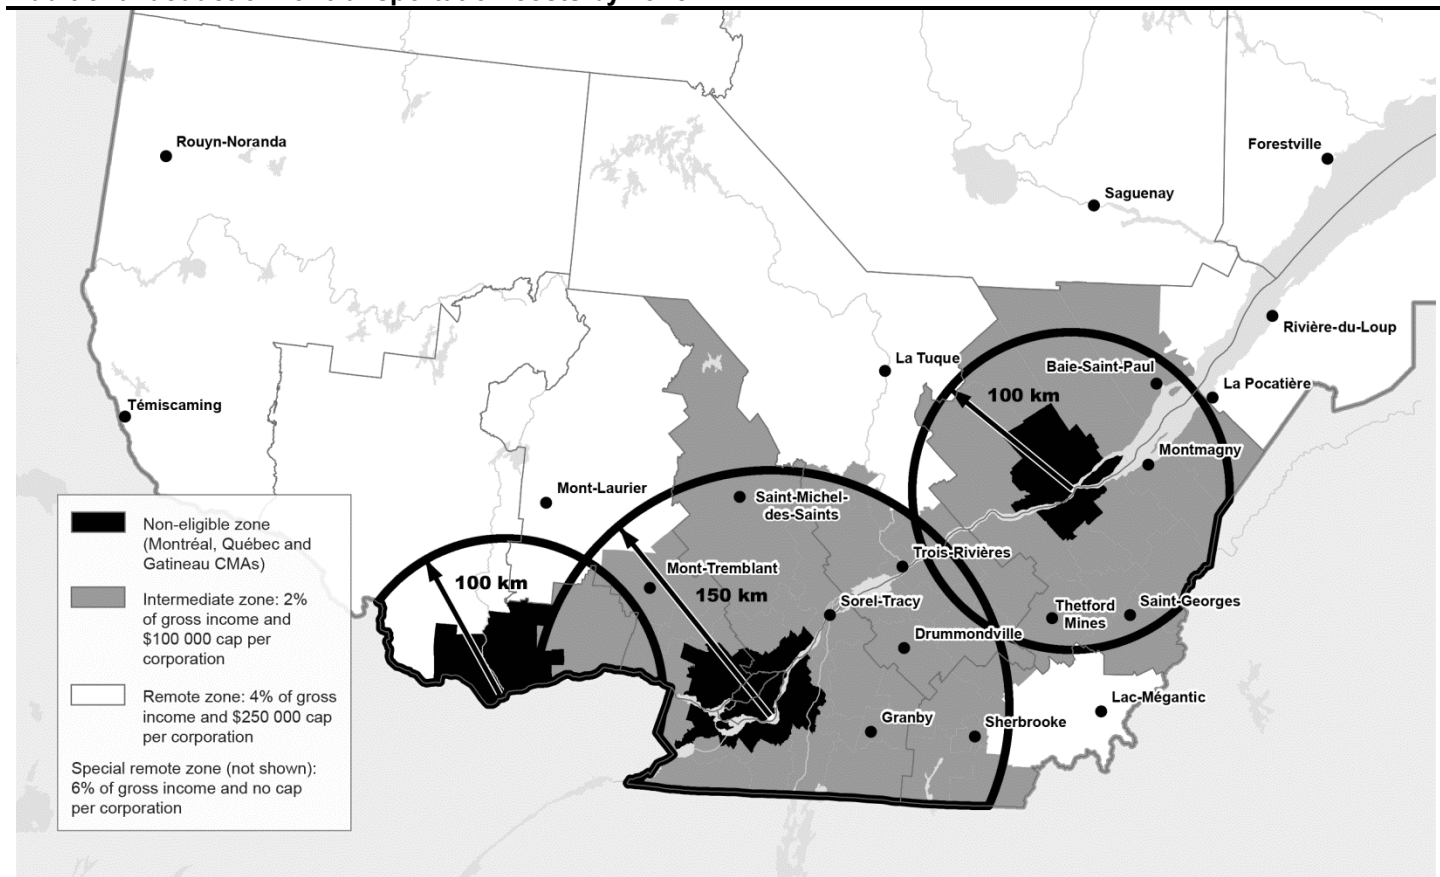 Rouyn-Noranda
Forestville
Saguenay
Rivière-du-Loup
La Tuque
Baie-Saint-Paul
La Pocatière
100 km
Témiscaming
Montmagny
Mont-Laurier
Saint-Michel-
des-Saints
Trois-Rivières
Mont-Tremblant
100 km
150 km
Sorel-Tracy
Thetford
Mines
Saint-Georges
Drummondville
Lac-Mégantic
Granby
Sherbrooke
Non-eligible zone
(Montréal, Québec and
Gatineau CMAs)
Intermediate zone: 2%
of gross income and
$100 000 cap per
corporation
Remote zone: 4% of gross
income and $250 000 cap
per corporation
Special remote zone (not shown):
6% of gross income and no cap
per corporation